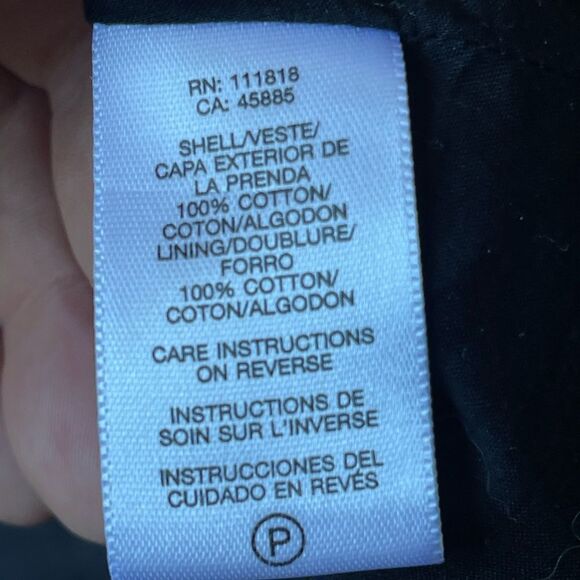 RN: 111818
CA: 45885
SHELL/VESTE/
CAPA EXTERIOR DE
LA PRENDA
100% COTTON/
COTON/ALGODON
LINING/DOUBLURE/
FORRO
100% COTTON/
COTON/ALGODON
CARE INSTRUCTIONS
ON REVERSE
INSTRUCTIONS DE
SOIN SUR L'INVERSE
INSTRUCCIONES DEL
CUIDADO EN REVÉS
P